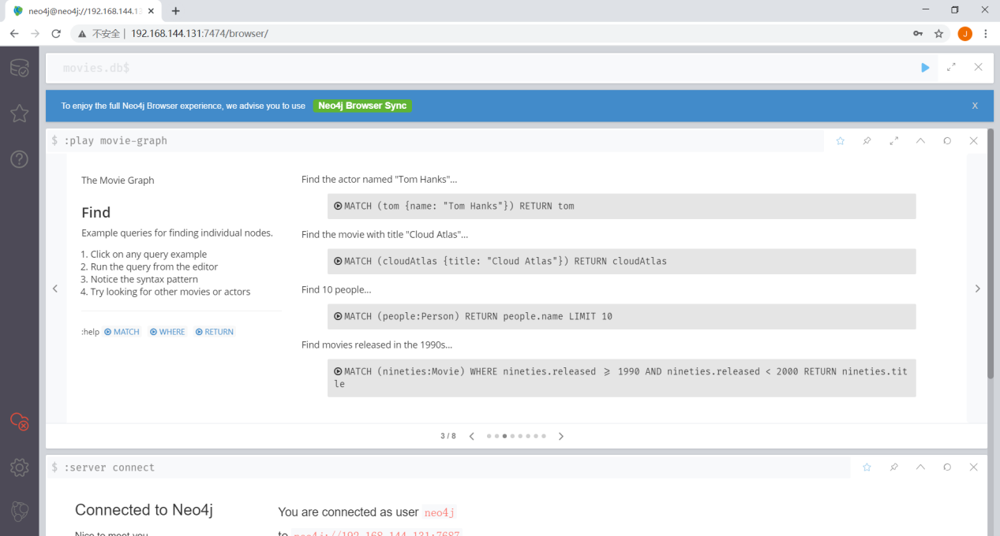 neo4j@neo4j://192.168.144.13
不安全 | 192.168.144.131:7474/browser/
J
movies.db$
To enjoy the full Neo4j Browser experience, we advise you to use Neo4j Browser Sync
X
$ :play movie-graph
The Movie Graph
Find
Example queries for finding individual nodes.
1. Click on any query example
2. Run the query from the editor
3. Notice the syntax pattern
4. Try looking for other movies or actors
:help MATCH WHERE RETURN
Find the actor named "Tom Hanks"...
MATCH (tom {name: "Tom Hanks"}) RETURN tom
Find the movie with title "Cloud Atlas"...
MATCH (cloudAtlas {title: "Cloud Atlas"}) RETURN cloudAtlas
Find 10 people...
MATCH (people:Person) RETURN people.name LIMIT 10
Find movies released in the 1990s...
MATCH (nineties:Movie) WHERE nineties.released ⩾ 1990 AND nineties.released < 2000 RETURN nineties.tit
le
3 / 8
$ :server connect
Connected to Neo4j
Nice to meet you.
You are connected as user neo4j
to neo4j://192.168.144.131:7687